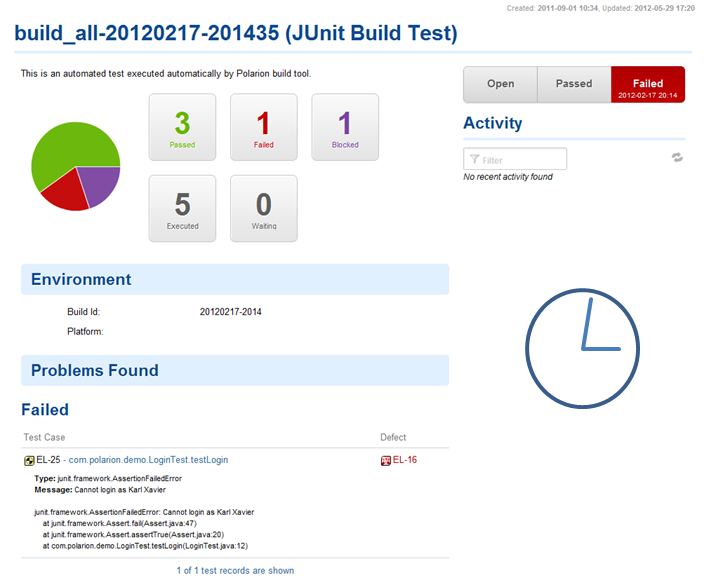 Created: 2011-09-01 10:34, Updated: 2012-05-29 17:20
build_all-20120217-201435 (JUnit Build Test)
This is an automated test executed automatically by Polarion build tool.
Open Passed Failed
2012-02-17 20:14
3 1 1
Passed Failed Blocked
5 0
Executed Waiting
Activity
Filter
No recent activity found
Environment
Build Id: 20120217-2014
Platform:
Problems Found
Failed
Test Case Defect
EL-25 - com.polarion.demo.LoginTest.testLogin EL-16
Type: junit.framework.AssertionFailedError
Message: Cannot login as Karl Xavier
junit.framework.AssertionFailedError: Cannot login as Karl Xavier
at junit.framework.Assert.fail(Assert.java:47)
at junit.framework.Assert.assertTrue(Assert.java:20)
at com.polarion.demo.LoginTest.testLogin(LoginTest.java:12)
1 of 1 test records are shown